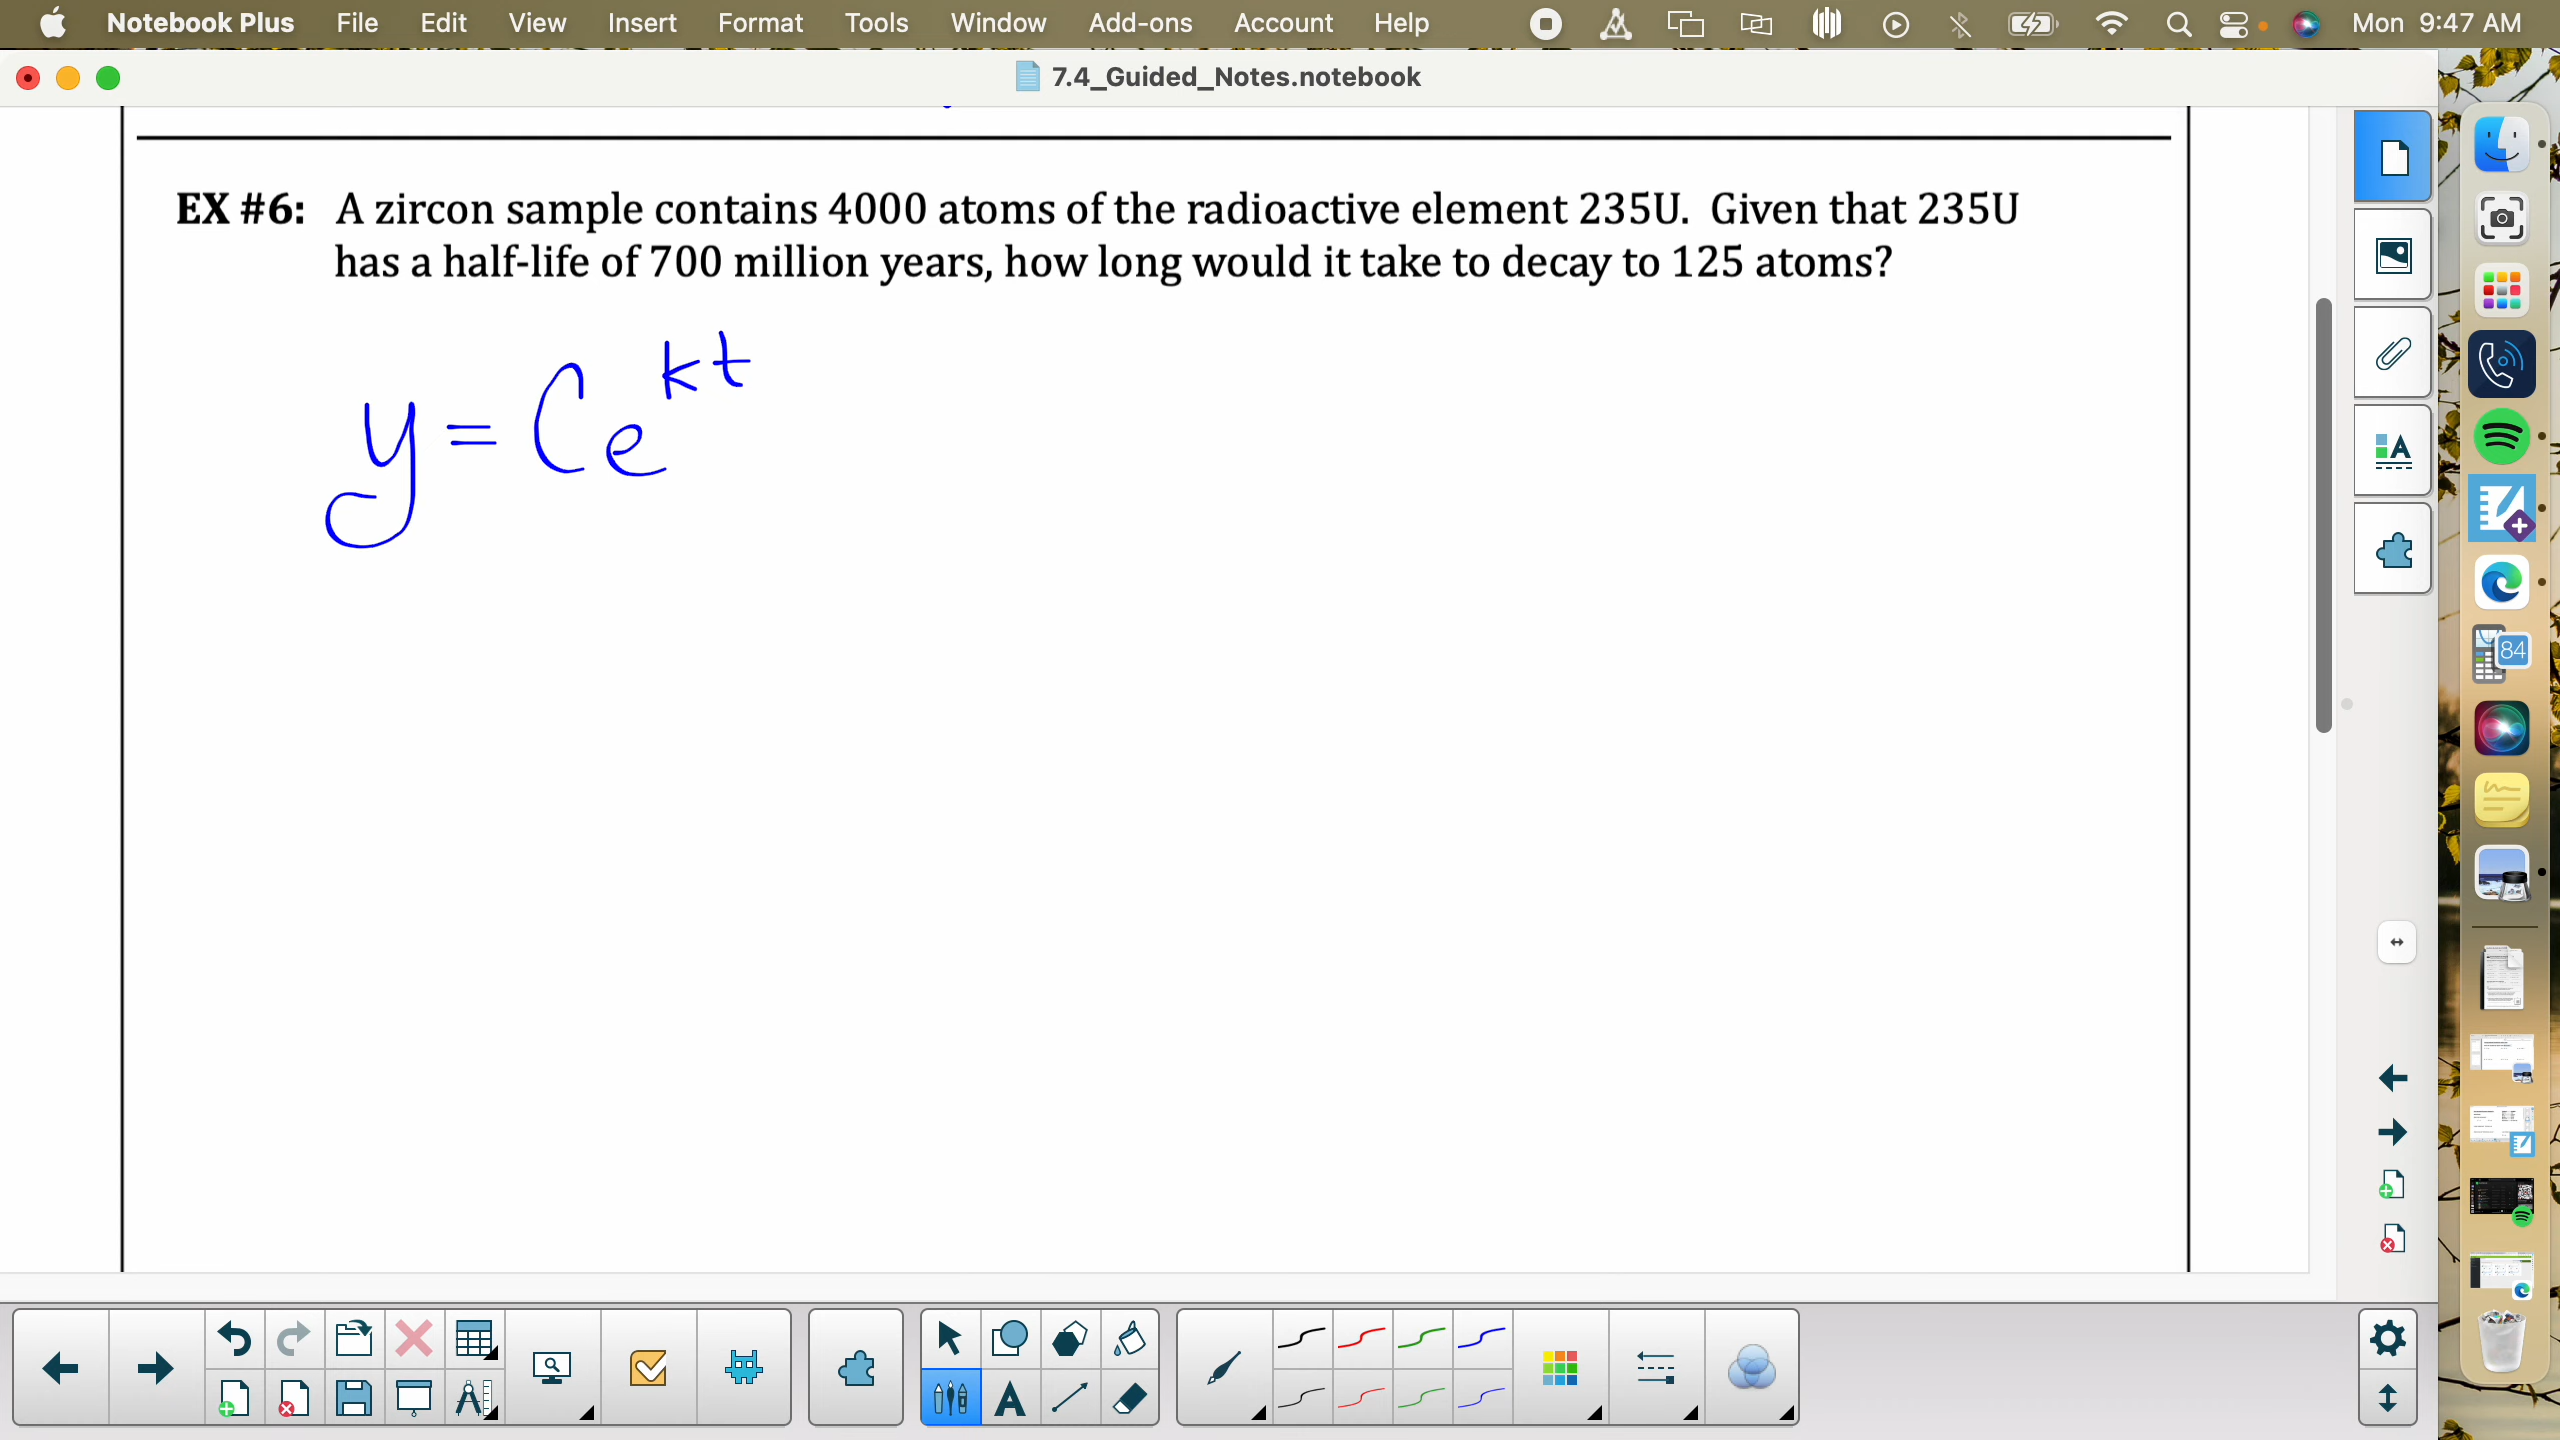 Notebook Plus File Edit View Insert Format Tools Window Add-ons Account Help Mon 9:47 AM
7.4_Guided_Notes.notebook
EX #6: A zircon sample contains 4000 atoms of the radioactive element 235U. Given that 235U
has a half-life of 700 million years, how long would it take to decay to 125 atoms?
y = Ce^{kt}
A
84
A